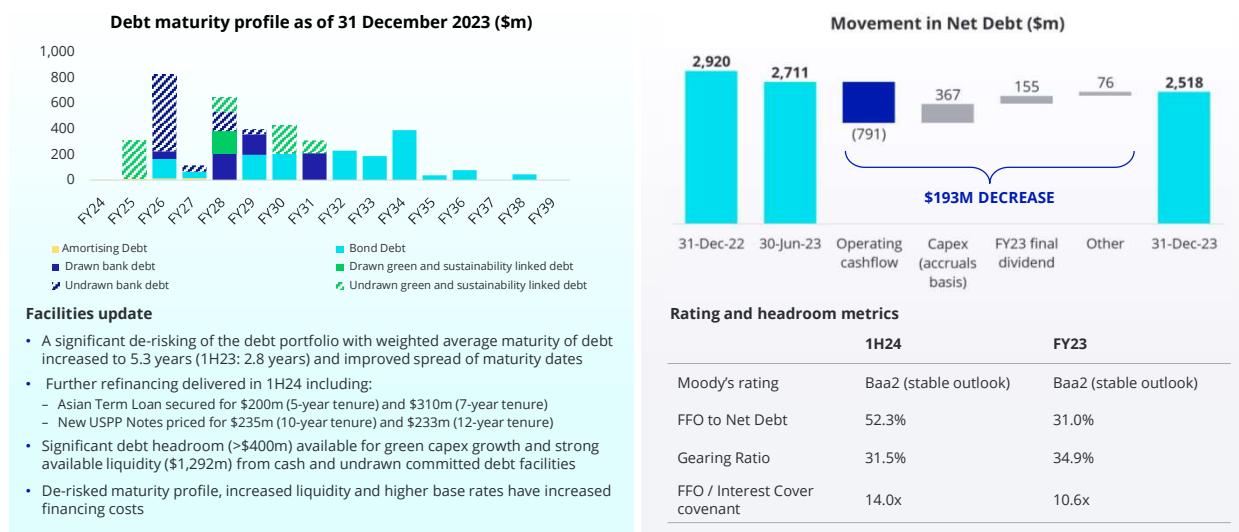 Debt maturity profile as of 31 December 2023 ($m)
1,000
800
600
400
200
0
FY24
FY25
FY26
FY27
FY28
FY29
FY30
FY31
FY32
FY33
FY34
FY35
FY36
FY37
FY38
FY39
Amortising Debt
Bond Debt
Drawn bank debt
Drawn green and sustainability linked debt
Undrawn bank debt
Undrawn green and sustainability linked debt
Facilities update
• A significant de-risking of the debt portfolio with weighted average maturity of debt
increased to 5.3 years (1H23: 2.8 years) and improved spread of maturity dates
• Further refinancing delivered in 1H24 including:
– Asian Term Loan secured for $200m (5-year tenure) and $310m (7-year tenure)
– New USPP Notes priced for $235m (10-year tenure) and $233m (12-year tenure)
• Significant debt headroom (>$400m) available for green capex growth and strong
available liquidity ($1,292m) from cash and undrawn committed debt facilities
• De-risked maturity profile, increased liquidity and higher base rates have increased
financing costs
Movement in Net Debt ($m)
2,920
2,711
(791)
367
155
76
2,518
$193M DECREASE
31-Dec-22
30-Jun-23
Operating
cashflow
Capex
(accruals
basis)
FY23 final
dividend
Other
31-Dec-23
Rating and headroom metrics
1H24 FY23
Moody's rating Baa2 (stable outlook) Baa2 (stable outlook)
FFO to Net Debt 52.3% 31.0%
Gearing Ratio 31.5% 34.9%
FFO / Interest Cover
covenant 14.0x 10.6x